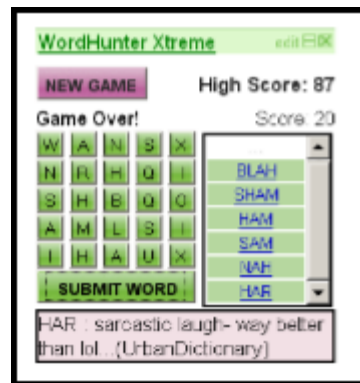 WordHunter Xtreme edit
NEW GAME High Score: 87
Game Over! Score: 20
W A N S X
N R H Q I
S H B Q O
A M L S I
I H A U X
...
BLAH
SHAM
HAM
SAM
NAH
HAR
SUBMIT WORD
HAR : sarcastic laugh- way better
than lol...(UrbanDictionary)